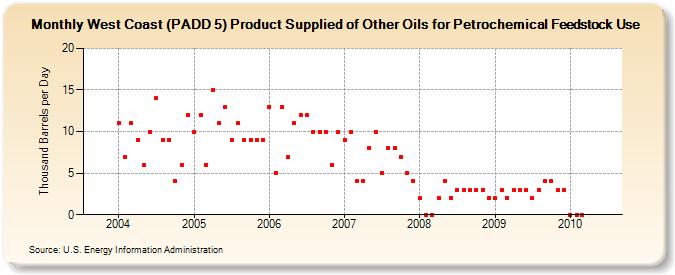 Monthly West Coast (PADD 5) Product Supplied of Other Oils for Petrochemical Feedstock Use
Thousand Barrels per Day
20
15
10
5
0
2004 2005 2006 2007 2008 2009 2010
Source: U.S. Energy Information Administration